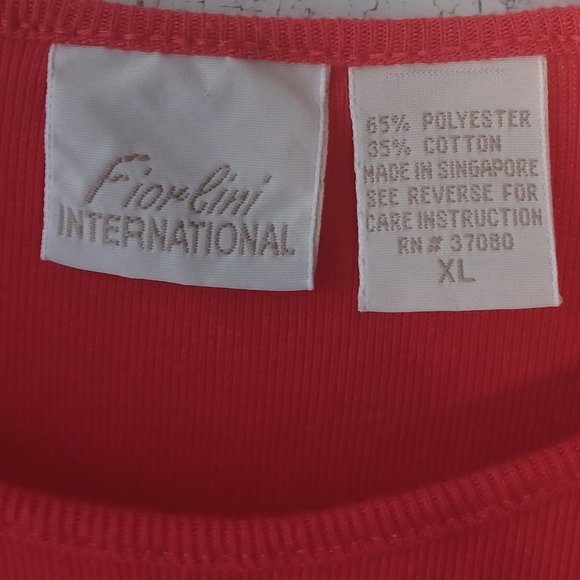 Fiorlini
INTERNATIONAL
65% POLYESTER
35% COTTON
MADE IN SINGAPORE
SEE REVERSE FOR
CARE INSTRUCTION
RN # 37080
XL